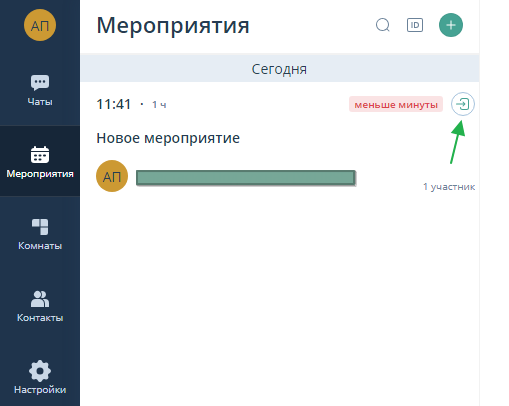 АП
Чаты
Мероприятия
Комнаты
Контакты
Настройки
Мероприятия
ID
Сегодня
11:41 · 1 ч
меньше минуты
Новое мероприятие
АП
1 участник